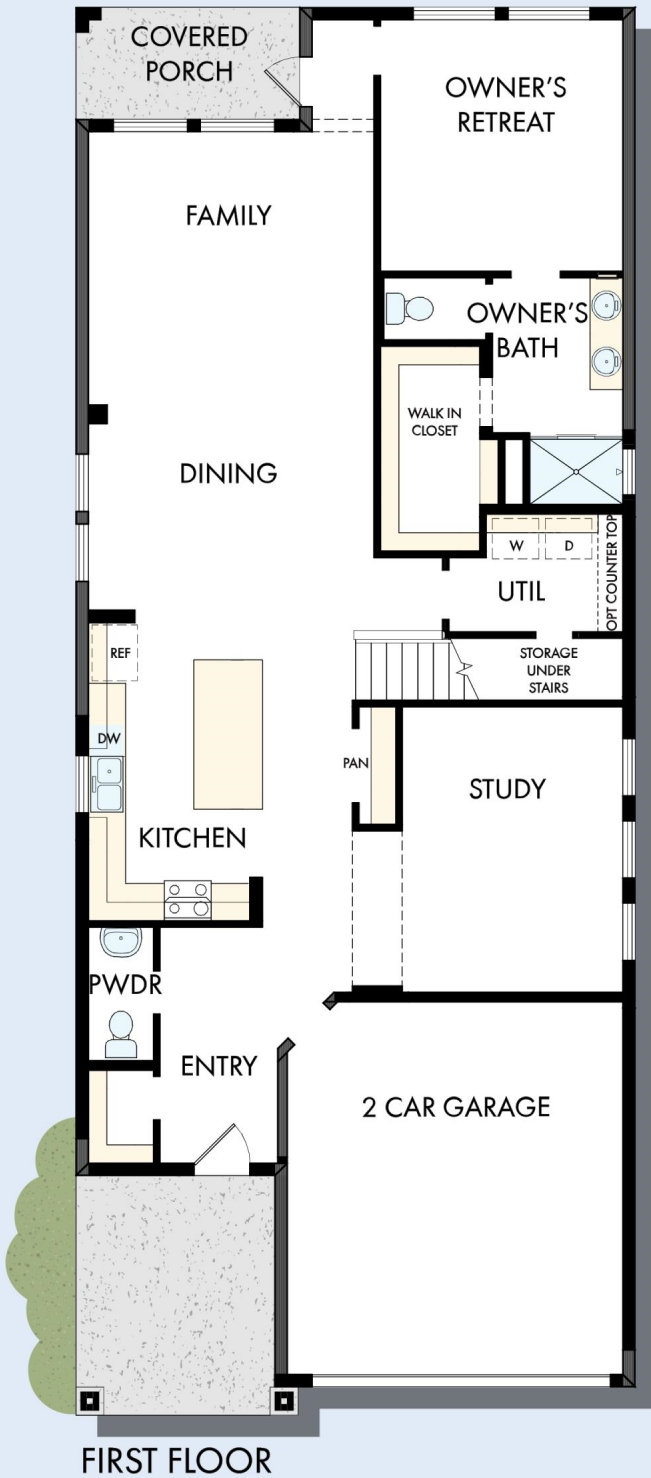 COVERED
PORCH
OWNER'S
RETREAT
FAMILY
OWNER'S
BATH
WALK IN
CLOSET
DINING
W
D
OPT COUNTER TOP
UTIL
REF
STORAGE
UNDER
STAIRS
DW
PAN
STUDY
KITCHEN
PWDR
ENTRY
2 CAR GARAGE
FIRST FLOOR